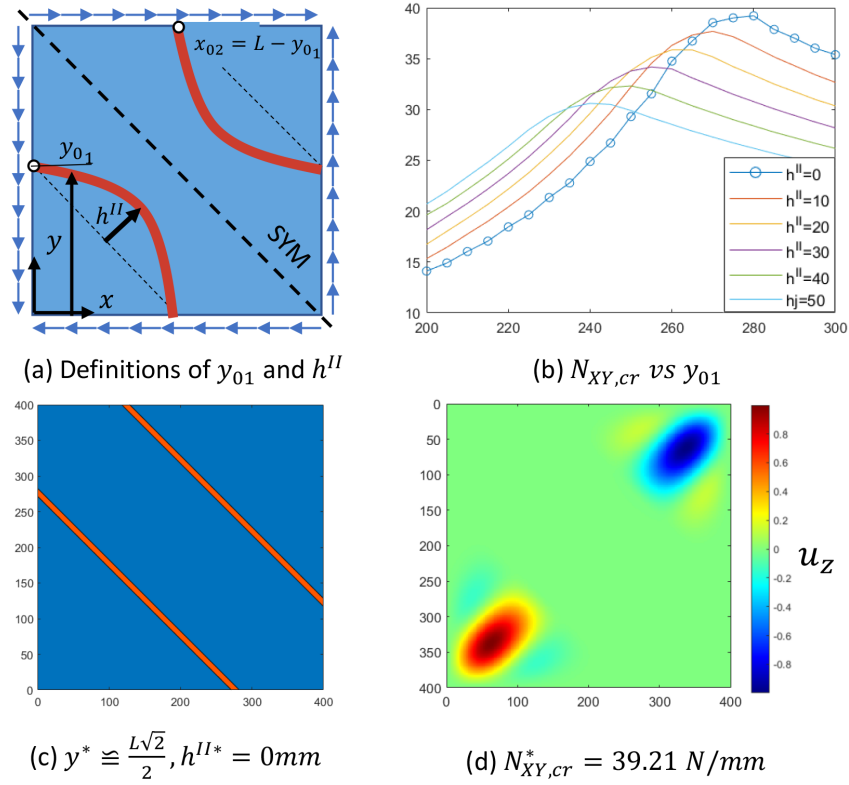 x₀₂ = L − y₀₁
y₀₁
hᴵᴵ
y
SYM
x
(a) Definitions of y₀₁ and hᴵᴵ
40
35
30
25
20
15
10
200
220
240
260
280
300
hᴵᴵ=0
hᴵᴵ=10
hᴵᴵ=20
hᴵᴵ=30
hᴵᴵ=40
hj=50
(b) N_{XY,cr} vs y₀₁
400
350
300
250
200
150
100
50
0
0
100
200
300
400
(c) y* ≌ L√2/2, hᴵᴵ* = 0mm
0
50
100
150
200
250
300
350
400
0
100
200
300
400
0.8
0.6
0.4
0.2
0
-0.2
-0.4
-0.6
-0.8
u_z
(d) N*_{XY,cr} = 39.21 N/mm